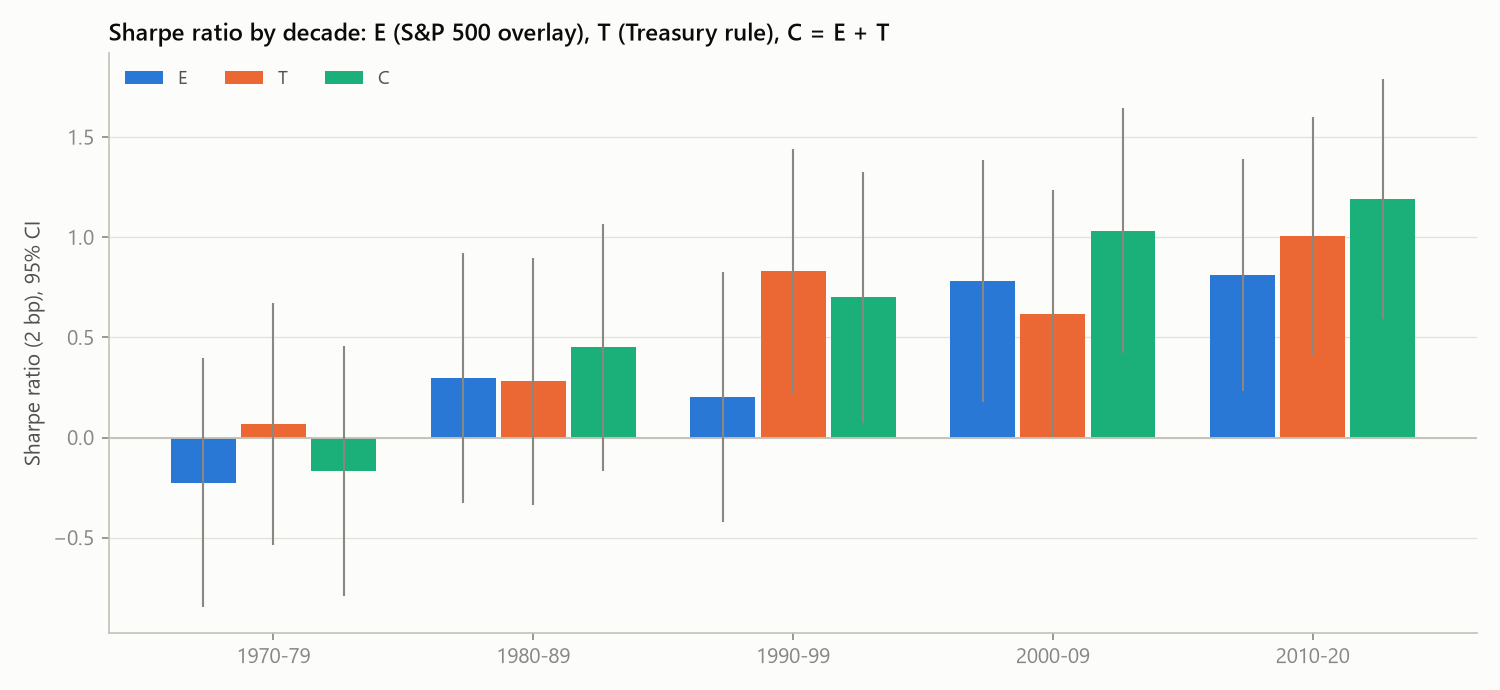 Sharpe ratio by decade: E (S&P 500 overlay), T (Treasury rule), C = E + T
E T C
Sharpe ratio (2 bp), 95% CI
1.5
1.0
0.5
0.0
−0.5
1970-79 1980-89 1990-99 2000-09 2010-20